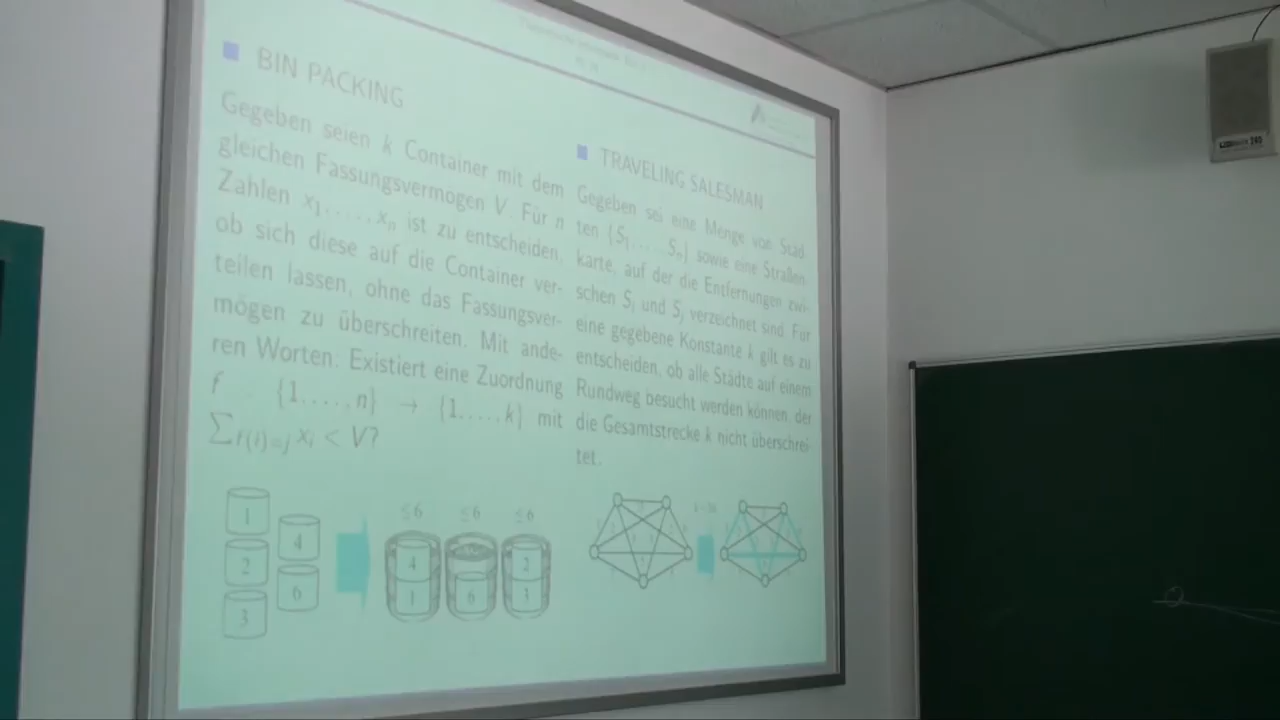 BIN PACKING
Gegeben seien k Container mit dem
gleichen Fassungsvermögen V. Für n
Zahlen x1, . . . , xn ist zu entscheiden,
ob sich diese auf die Container ver-
teilen lassen, ohne das Fassungsver-
mögen zu überschreiten. Mit ande-
ren Worten: Existiert eine Zuordnung
f {1, . . . , n} → {1, . . . , k} mit
∑f(i)=j xi < V?
1
2
3
4
6
≤6 ≤6 ≤6
4 2
1 6 3
TRAVELING SALESMAN
Gegeben sei eine Menge von Städ
ten {S1, . . . Sn} sowie eine Straßen
karte, auf der die Entfernungen zwi-
schen Si und Sj verzeichnet sind. Für
eine gegebene Konstante k gilt es zu
entscheiden, ob alle Städte auf einem
Rundweg besucht werden können, der
die Gesamtstrecke k nicht überschrei-
tet.